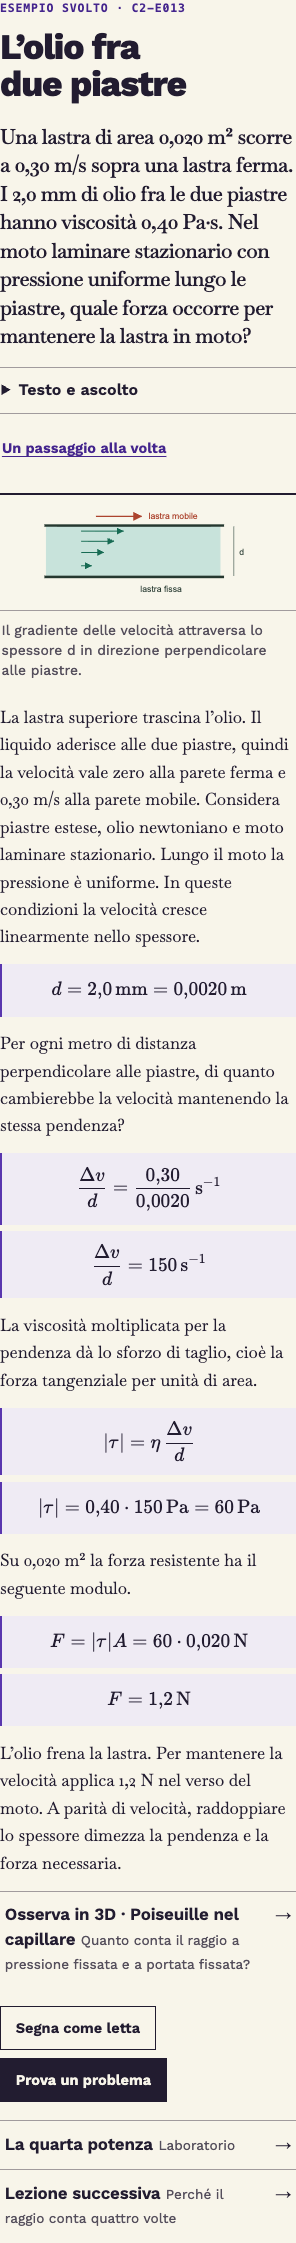 ESEMPIO SVOLTO · C2-E013
L’olio fra
due piastre
Una lastra di area 0,020 m² scorre
a 0,30 m/s sopra una lastra ferma.
I 2,0 mm di olio fra le due piastre
hanno viscosità 0,40 Pa·s. Nel
moto laminare stazionario con
pressione uniforme lungo le
piastre, quale forza occorre per
mantenere la lastra in moto?
▶ Testo e ascolto
Un passaggio alla volta
lastra mobile
d
lastra fissa
Il gradiente delle velocità attraversa lo
spessore d in direzione perpendicolare
alle piastre.
La lastra superiore trascina l’olio. Il
liquido aderisce alle due piastre, quindi
la velocità vale zero alla parete ferma e
0,30 m/s alla parete mobile. Considera
piastre estese, olio newtoniano e moto
laminare stazionario. Lungo il moto la
pressione è uniforme. In queste
condizioni la velocità cresce
linearmente nello spessore.
d = 2,0 mm = 0,0020 m
Per ogni metro di distanza
perpendicolare alle piastre, di quanto
cambierebbe la velocità mantenendo la
stessa pendenza?
Δv/d = 0,30/0,0020 s⁻¹
Δv/d = 150 s⁻¹
La viscosità moltiplicata per la
pendenza dà lo sforzo di taglio, cioè la
forza tangenziale per unità di area.
|τ| = η Δv/d
|τ| = 0,40 · 150 Pa = 60 Pa
Su 0,020 m² la forza resistente ha il
seguente modulo.
F = |τ|A = 60 · 0,020 N
F = 1,2 N
L’olio frena la lastra. Per mantenere la
velocità applica 1,2 N nel verso del
moto. A parità di velocità, raddoppiare
lo spessore dimezza la pendenza e la
forza necessaria.
Osserva in 3D · Poiseuille nel →
capillare Quanto conta il raggio a
pressione fissata e a portata fissata?
Segna come letta
Prova un problema
La quarta potenza Laboratorio →
Lezione successiva Perché il →
raggio conta quattro volte